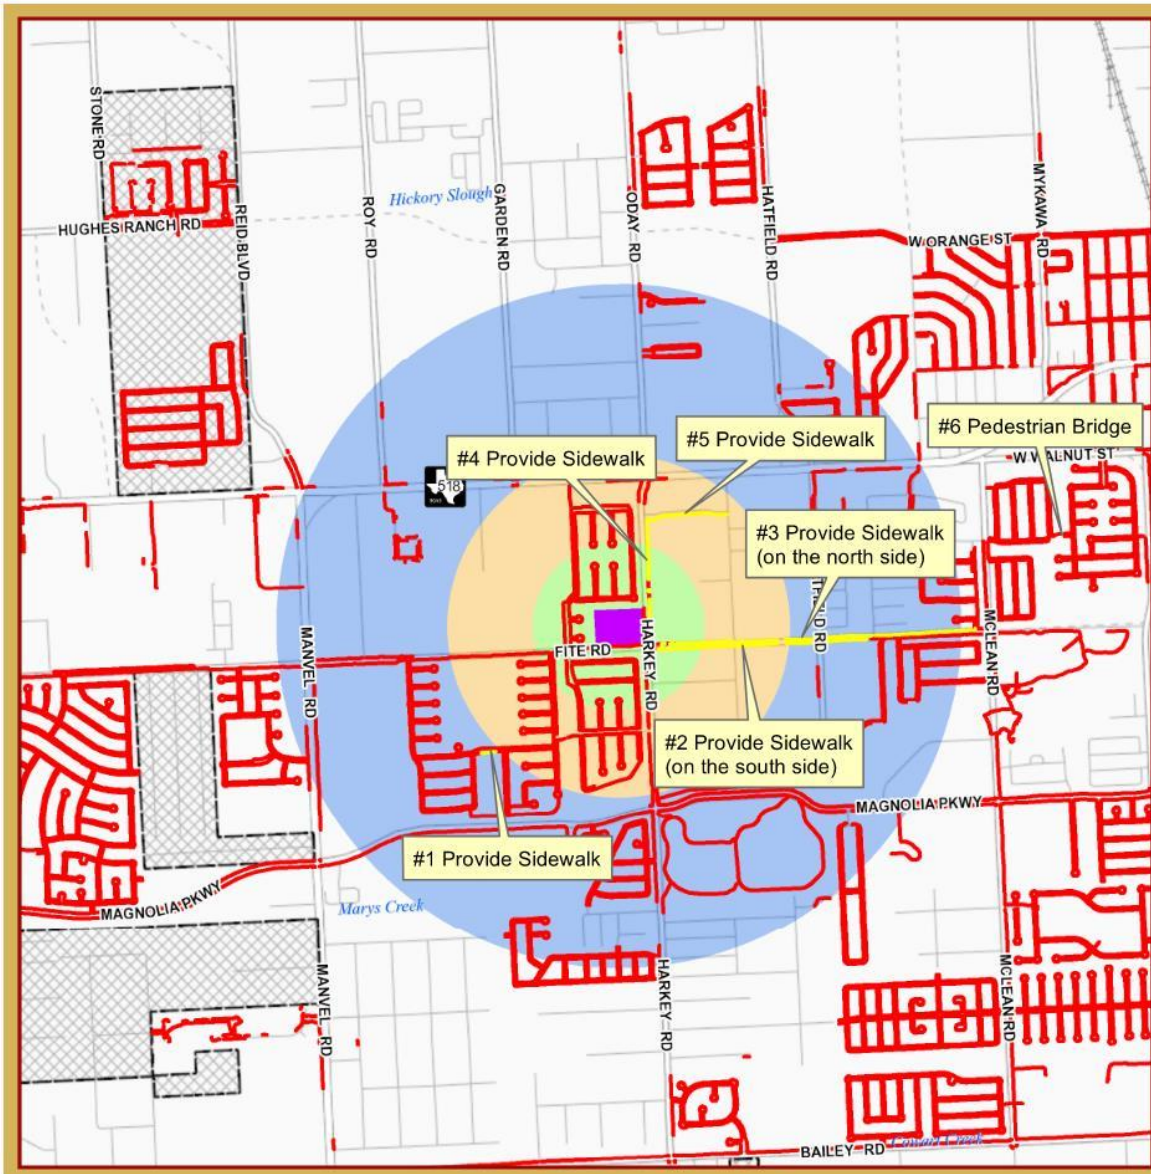 STONE RD
HUGHES RANCH RD
REID BLVD
ROY RD
Hickory Slough
GARDEN RD
ODAY RD
HATFIELD RD
W ORANGE ST
MYKAWA RD
#4 Provide Sidewalk
#5 Provide Sidewalk
#6 Pedestrian Bridge
W WALNUT ST
518
#3 Provide Sidewalk
(on the north side)
MANVEL RD
FITE RD
HARKEY RD
MCLEAN RD
#2 Provide Sidewalk
(on the south side)
MAGNOLIA PKWY
#1 Provide Sidewalk
MAGNOLIA PKWY
Marys Creek
MANVEL RD
HARKEY RD
MCLEAN RD
BAILEY RD